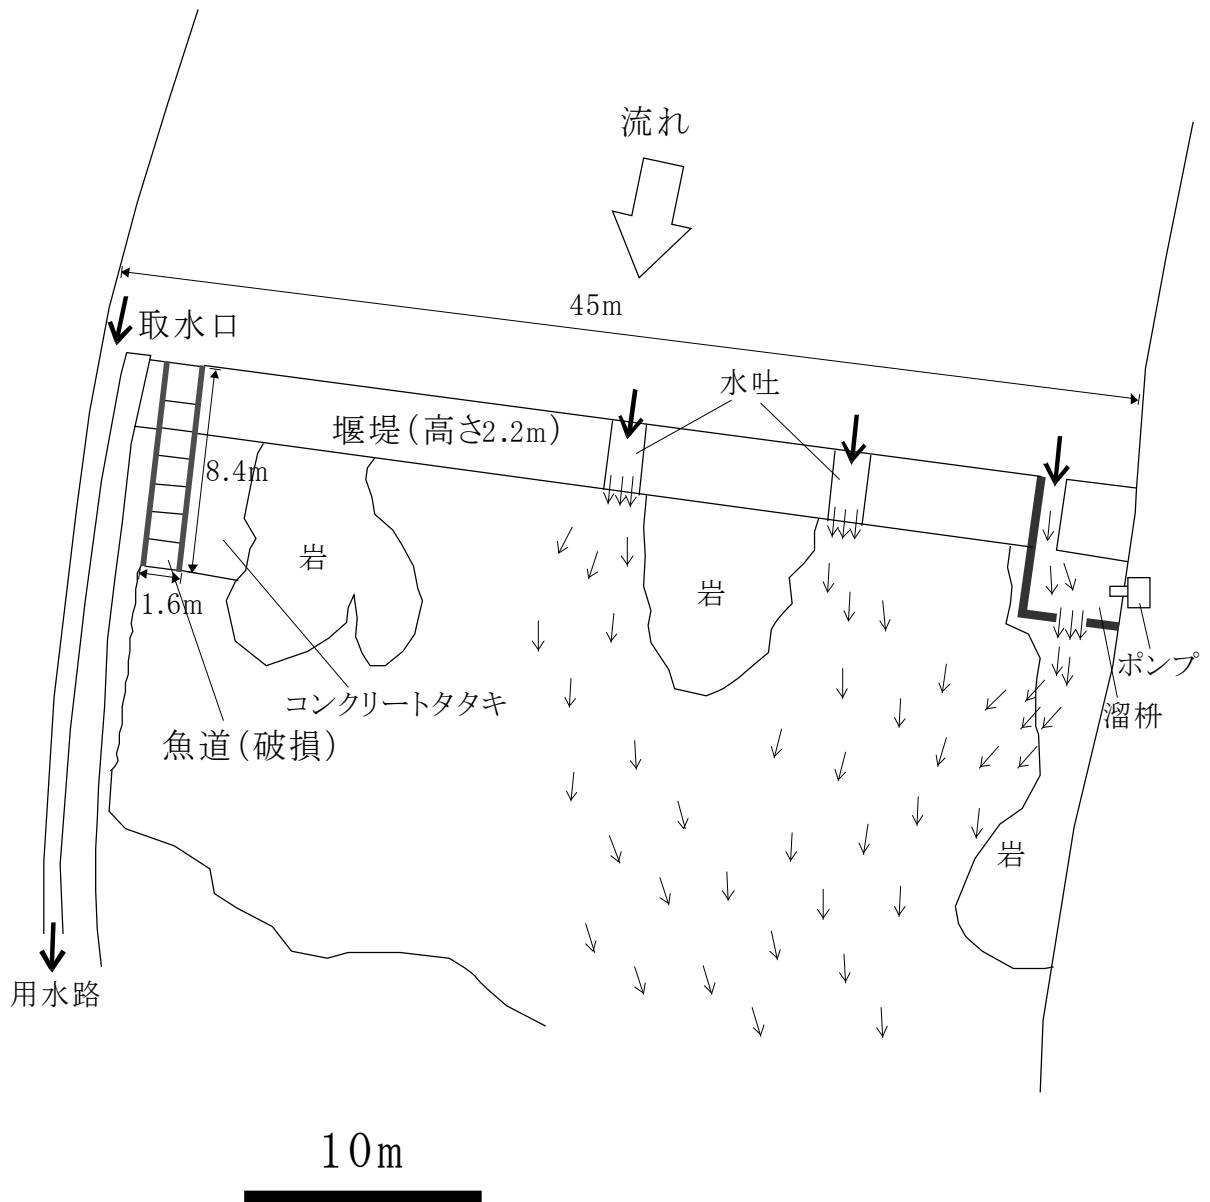 流れ
45m
取水口
水吐
堰堤(高さ2.2m)
8.4m
岩
岩
1.6m
ポンプ
コンクリートタタキ
溜枡
魚道(破損)
岩
用水路
10m